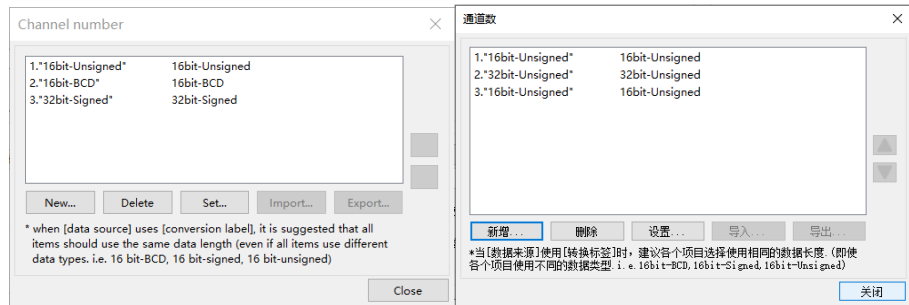 Channel number
1."16bit-Unsigned" 16bit-Unsigned
2."16bit-BCD" 16bit-BCD
3."32bit-Signed" 32bit-Signed
New... Delete Set... Import... Export...
* when [data source] uses [conversion label], it is suggested that all
items should use the same data length (even if all items use different
data types. i.e. 16 bit-BCD, 16 bit-signed, 16 bit-unsigned)
Close
通道数
1."16bit-Unsigned" 16bit-Unsigned
2."32bit-Unsigned" 32bit-Unsigned
3."16bit-Unsigned" 16bit-Unsigned
新增... 删除 设置... 导入... 导出...
*当[数据来源]使用[转换标签]时，建议各个项目选择使用相同的数据长度.(即使
各个项目使用不同的数据类型.i.e.16bit-BCD,16bit-Signed,16bit-Unsigned)
关闭